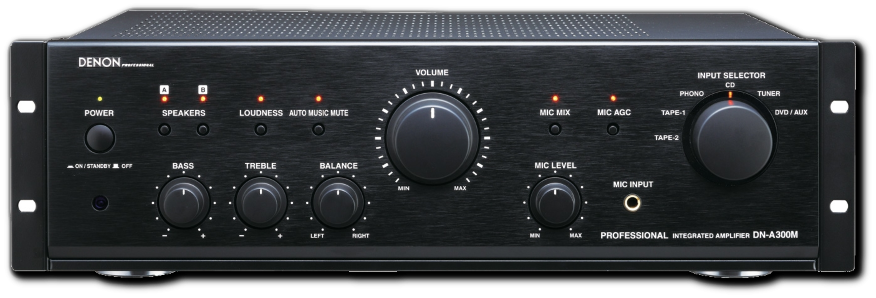 DENON PROFESSIONAL
POWER
ON / STANDBY OFF
A B
SPEAKERS
LOUDNESS
AUTO MUSIC MUTE
BASS
- +
TREBLE
- +
BALANCE
LEFT RIGHT
VOLUME
MIN MAX
MIC MIX
MIC AGC
MIC LEVEL
MIN MAX
MIC INPUT
INPUT SELECTOR
CD
PHONO TUNER
TAPE-1 DVD / AUX
TAPE-2
PROFESSIONAL INTEGRATED AMPLIFIER DN-A300M